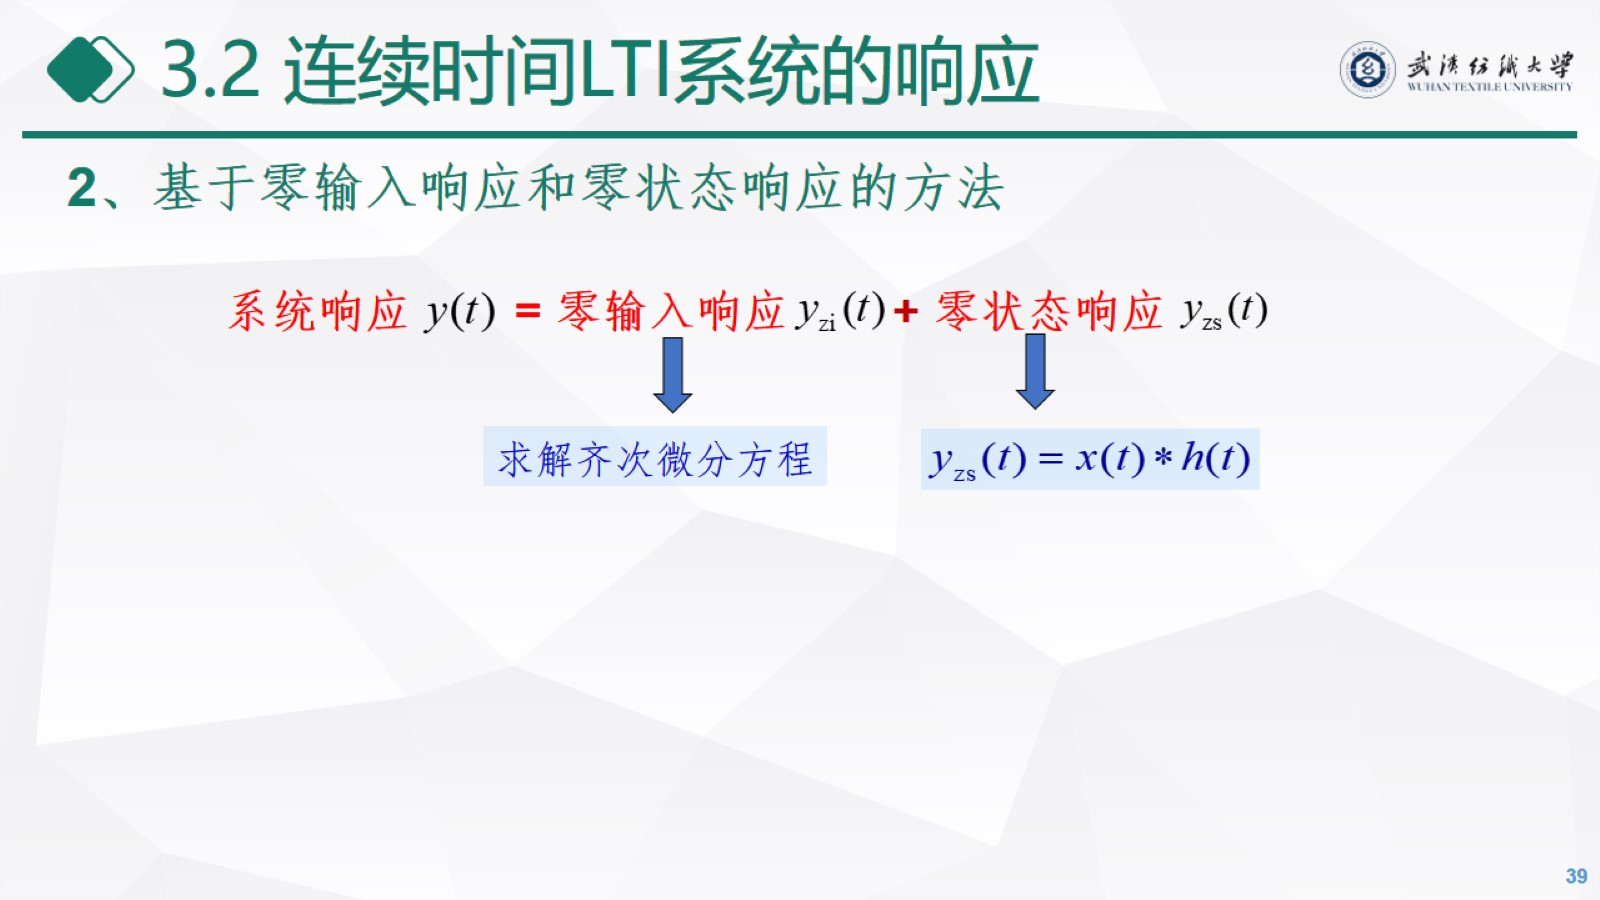 3.2 连续时间LTI系统的响应
武汉纺织大学
WUHAN TEXTILE UNIVERSITY
2、基于零输入响应和零状态响应的方法
系统响应 y(t) = 零输入响应 y_zi(t) + 零状态响应 y_zs(t)
求解齐次微分方程
y_zs(t) = x(t) * h(t)
39